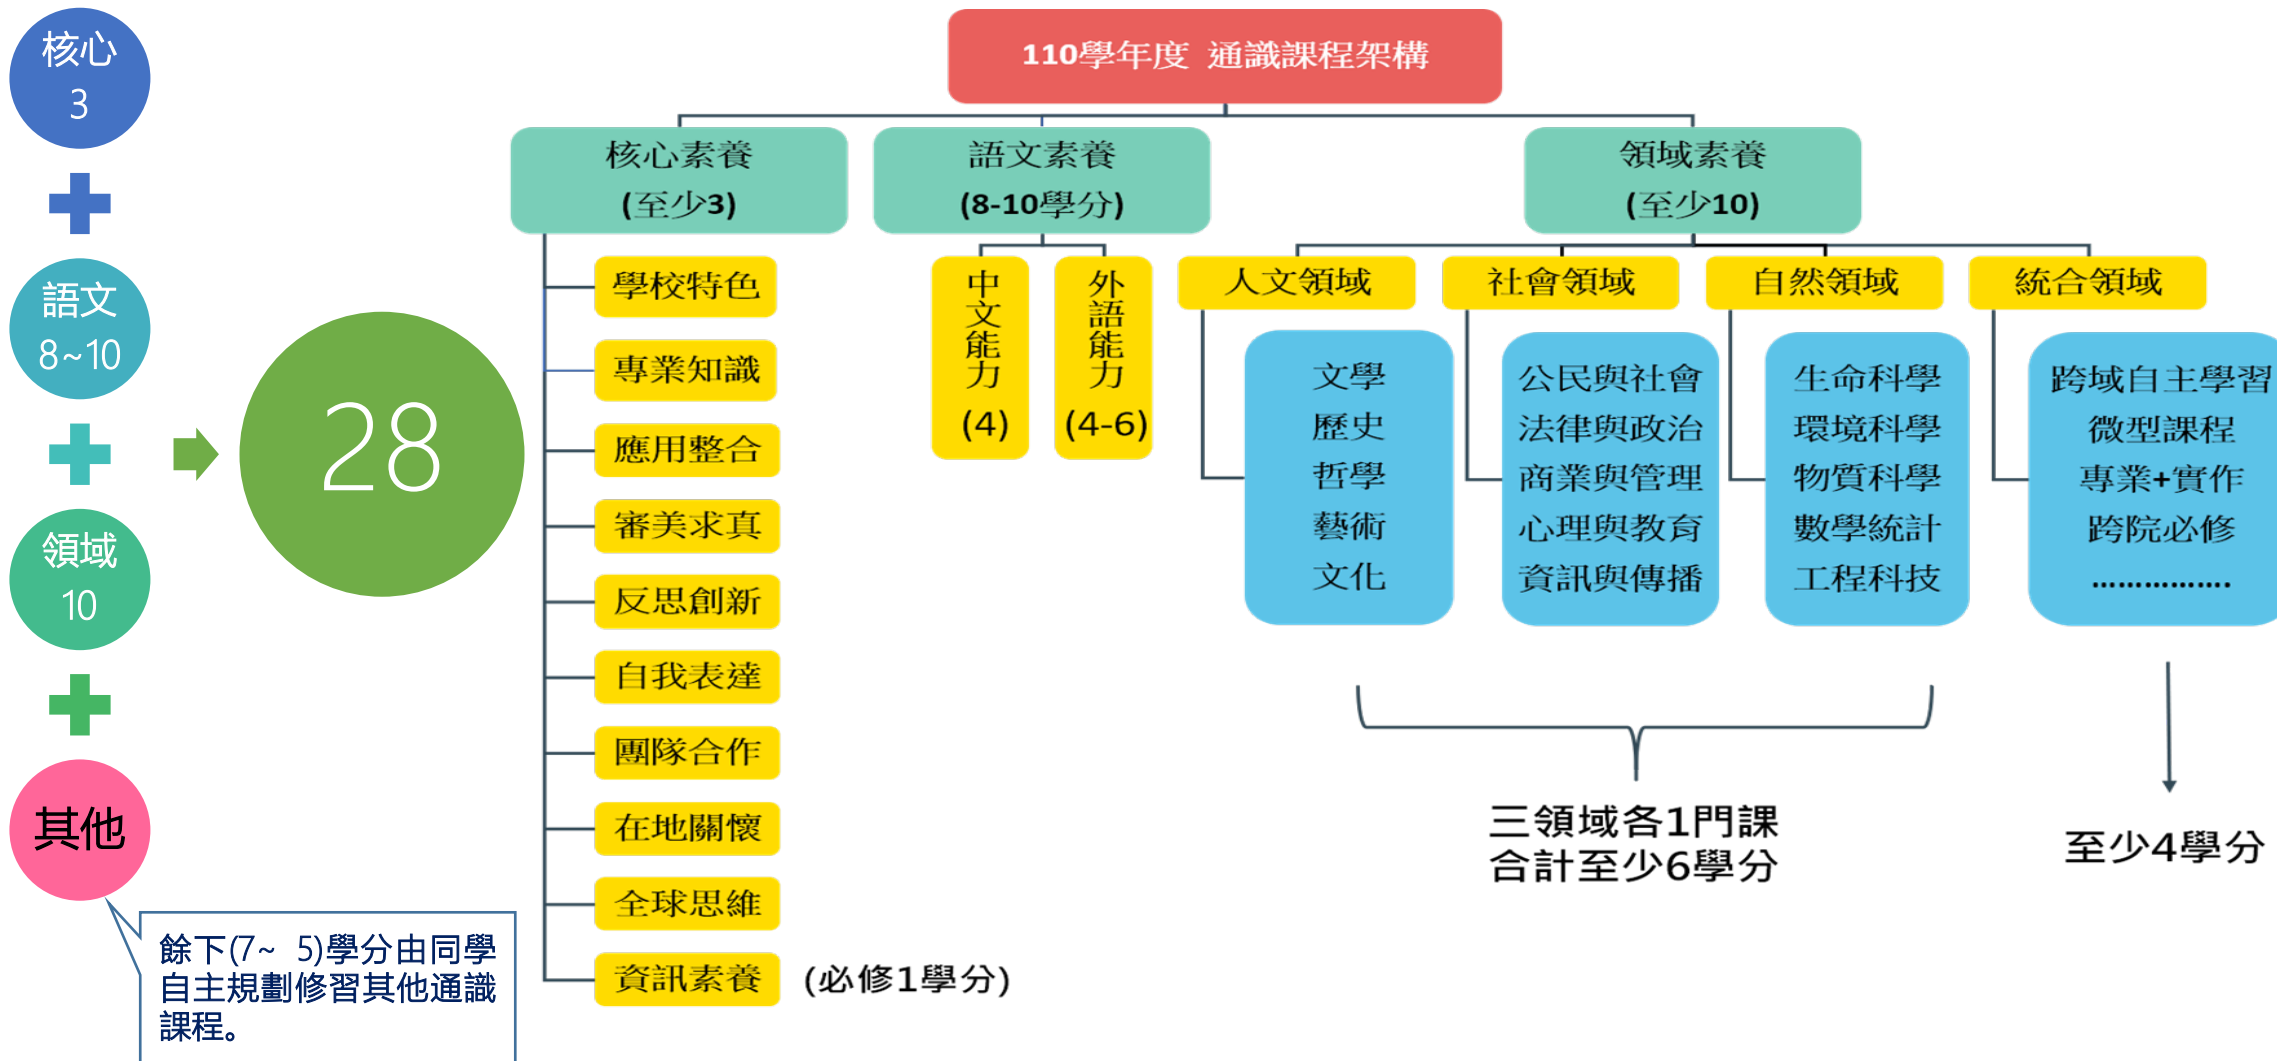 核心
3
語文
8~10
領域
10
其他
28
餘下(7~ 5)學分由同學
自主規劃修習其他通識
課程。
110學年度 通識課程架構
核心素養
(至少3)
學校特色
專業知識
應用整合
審美求真
反思創新
自我表達
團隊合作
在地關懷
全球思維
資訊素養 (必修1學分)
語文素養
(8-10學分)
中文能力
(4)
外語能力
(4-6)
領域素養
(至少10)
人文領域
文學
歷史
哲學
藝術
文化
社會領域
公民與社會
法律與政治
商業與管理
心理與教育
資訊與傳播
自然領域
生命科學
環境科學
物質科學
數學統計
工程科技
統合領域
跨域自主學習
微型課程
專業+實作
跨院必修
................
三領域各1門課
合計至少6學分
至少4學分